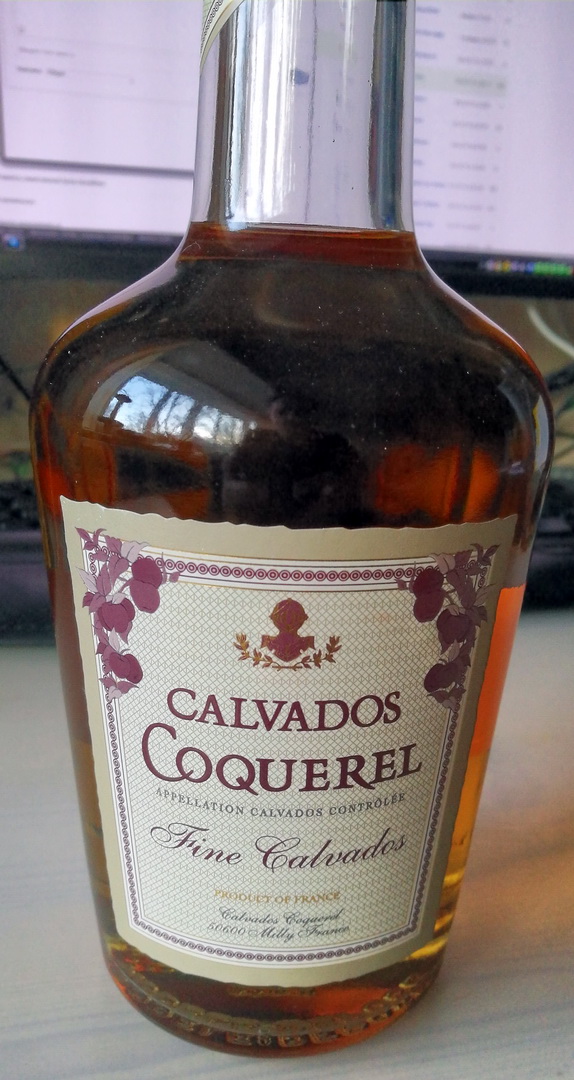 CALVADOS
COQUEREL
APPELLATION CALVADOS CONTRÔLÉE
Fine Calvados
PRODUCT OF FRANCE
Calvados Coquerel
50600 Milly France